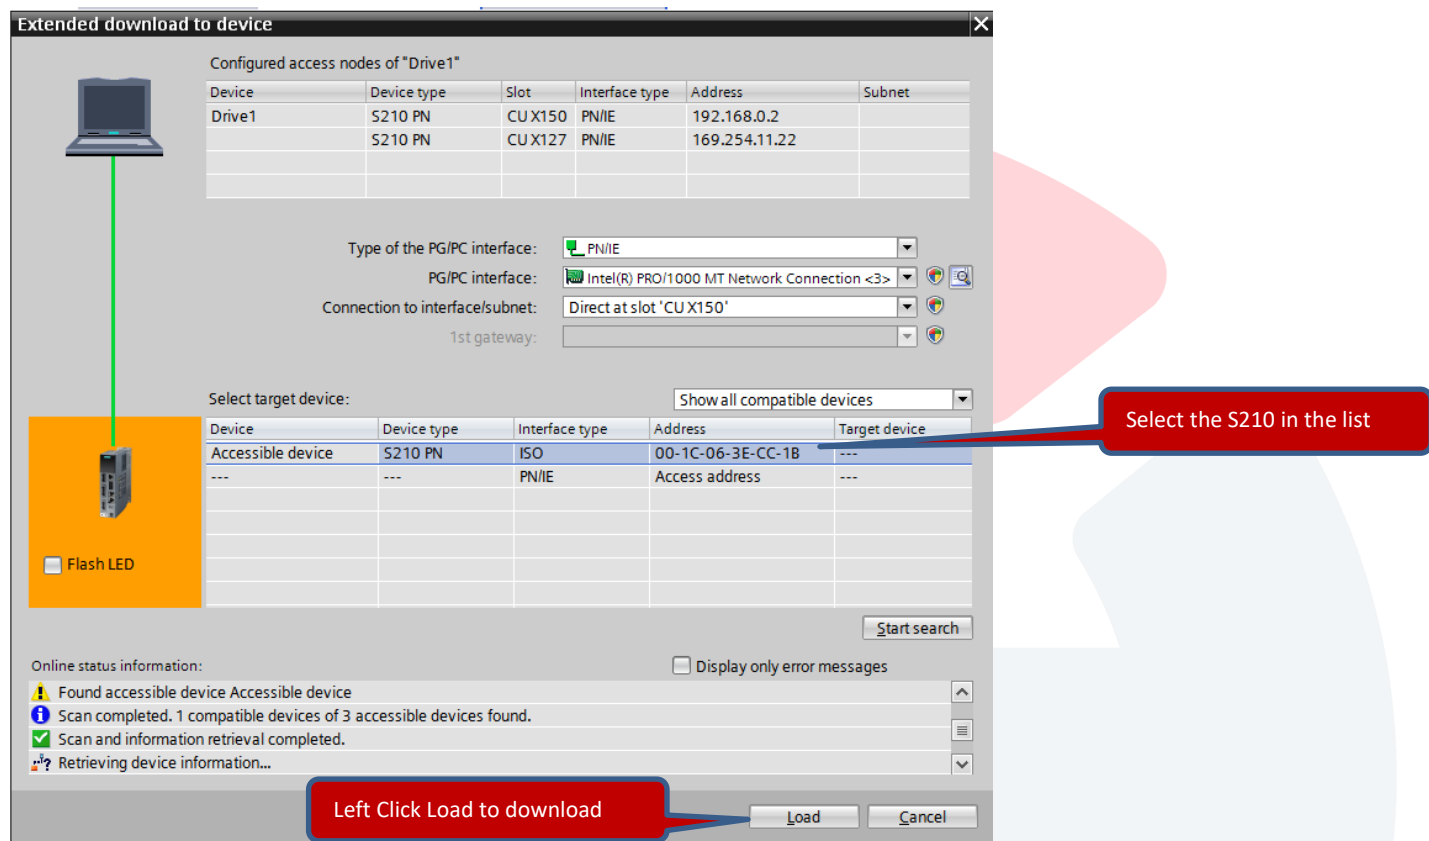 Extended download to device
Configured access nodes of "Drive1"
Device Device type Slot Interface type Address Subnet
Drive1 S210 PN CU X150 PN/IE 192.168.0.2
S210 PN CU X127 PN/IE 169.254.11.22
Type of the PG/PC interface: PN/IE
PG/PC interface: Intel(R) PRO/1000 MT Network Connection <3>
Connection to interface/subnet: Direct at slot 'CU X150'
1st gateway:
Select target device: Show all compatible devices
Device Device type Interface type Address Target device
Accessible device S210 PN ISO 00-1C-06-3E-CC-1B ---
--- --- PN/IE Access address ---
Select the S210 in the list
Flash LED
Start search
Online status information: Display only error messages
Found accessible device Accessible device
Scan completed. 1 compatible devices of 3 accessible devices found.
Scan and information retrieval completed.
Retrieving device information...
Left Click Load to download
Load Cancel